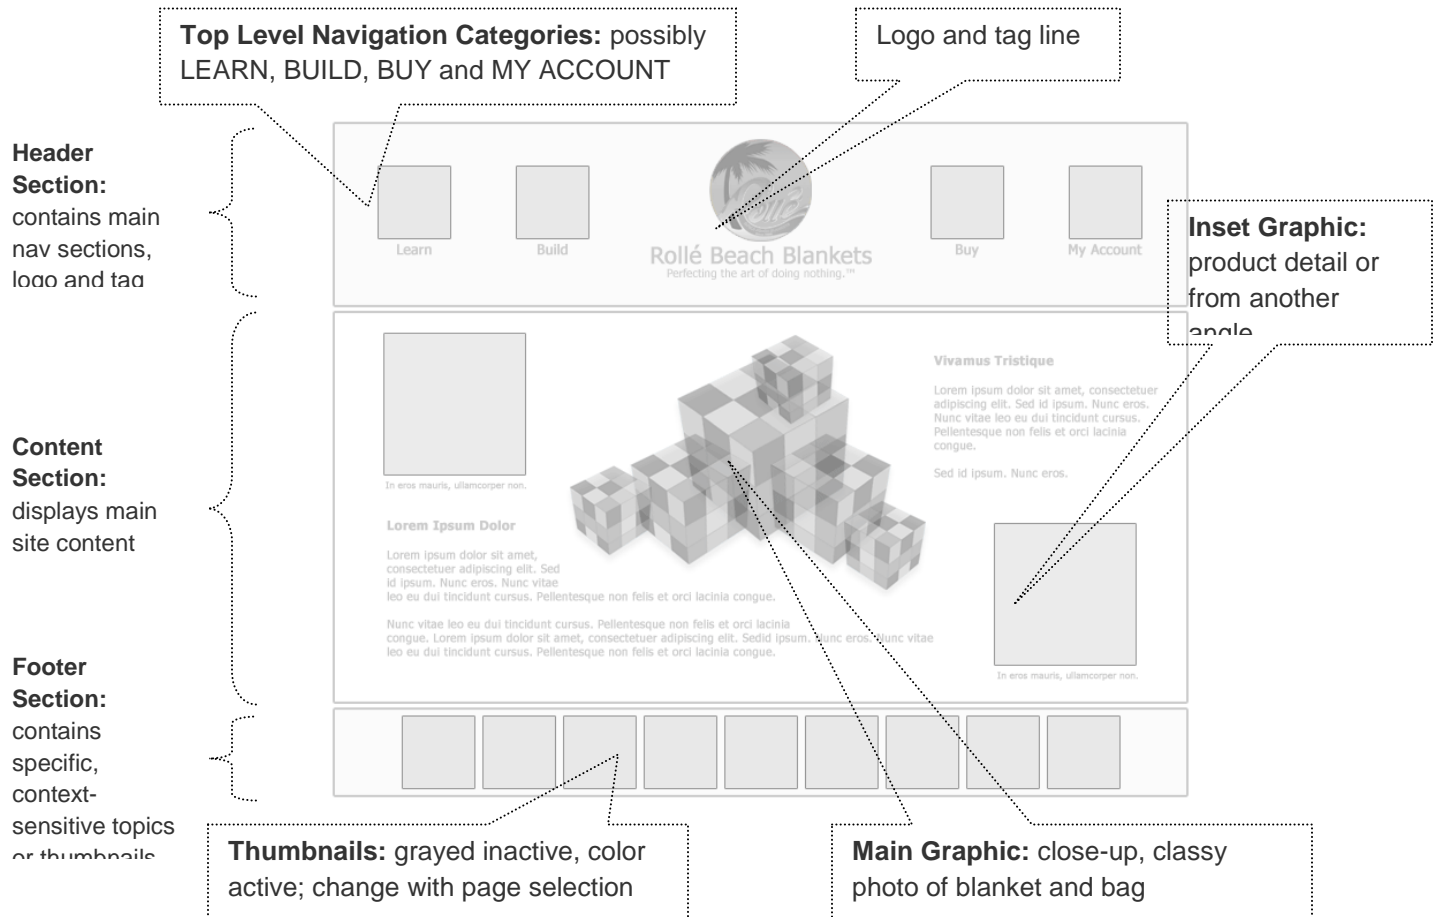 Top Level Navigation Categories: possibly
LEARN, BUILD, BUY and MY ACCOUNT
Logo and tag line
Header
Section:
contains main
nav sections,
logo and tag
Learn
Build
Rollé Beach Blankets
Perfecting the art of doing nothing.™
Buy
My Account
Inset Graphic:
product detail or
from another
angle
Content
Section:
displays main
site content
In eros mauris, ullamcorper non.
Lorem Ipsum Dolor
Lorem ipsum dolor sit amet,
consectetuer adipiscing elit. Sed
id ipsum. Nunc eros. Nunc vitae
leo eu dui tincidunt cursus. Pellentesque non felis et orci lacinia congue.
Nunc vitae leo eu dui tincidunt cursus. Pellentesque non felis et orci lacinia
congue. Lorem ipsum dolor sit amet, consectetuer adipiscing elit. Sedid ipsum. Nunc eros. Nunc vitae
leo eu dui tincidunt cursus. Pellentesque non felis et orci lacinia congue.
Vivamus Tristique
Lorem ipsum dolor sit amet, consectetuer
adipiscing elit. Sed id ipsum. Nunc eros.
Nunc vitae leo eu dui tincidunt cursus.
Pellentesque non felis et orci lacinia
congue.
Sed id ipsum. Nunc eros.
In eros mauris, ullamcorper non.
Footer
Section:
contains
specific,
context-
sensitive topics
or thumbnails
Thumbnails: grayed inactive, color
active; change with page selection
Main Graphic: close-up, classy
photo of blanket and bag